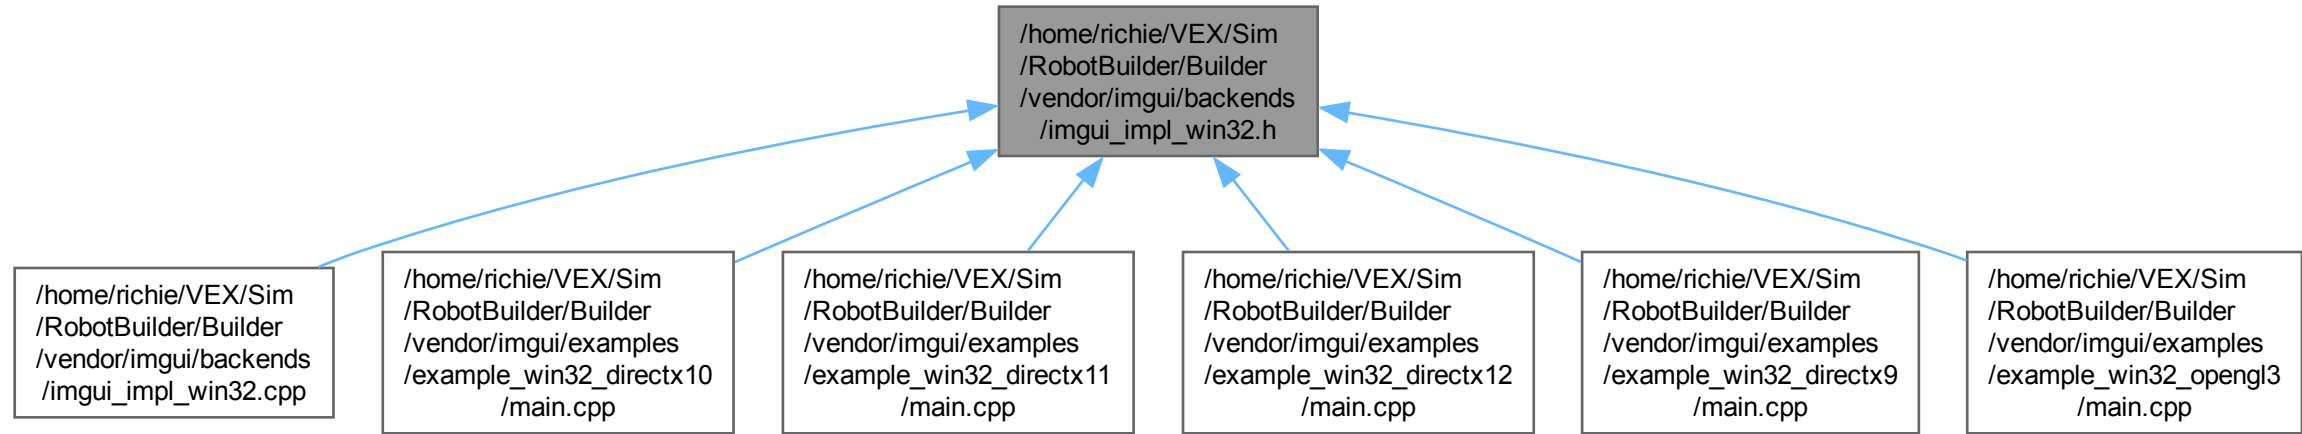 /home/richie/VEX/Sim
/RobotBuilder/Builder
/vendor/imgui/backends
/imgui_impl_win32.h
/home/richie/VEX/Sim
/RobotBuilder/Builder
/vendor/imgui/backends
/imgui_impl_win32.cpp
/home/richie/VEX/Sim
/RobotBuilder/Builder
/vendor/imgui/examples
/example_win32_directx10
/main.cpp
/home/richie/VEX/Sim
/RobotBuilder/Builder
/vendor/imgui/examples
/example_win32_directx11
/main.cpp
/home/richie/VEX/Sim
/RobotBuilder/Builder
/vendor/imgui/examples
/example_win32_directx12
/main.cpp
/home/richie/VEX/Sim
/RobotBuilder/Builder
/vendor/imgui/examples
/example_win32_directx9
/main.cpp
/home/richie/VEX/Sim
/RobotBuilder/Builder
/vendor/imgui/examples
/example_win32_opengl3
/main.cpp